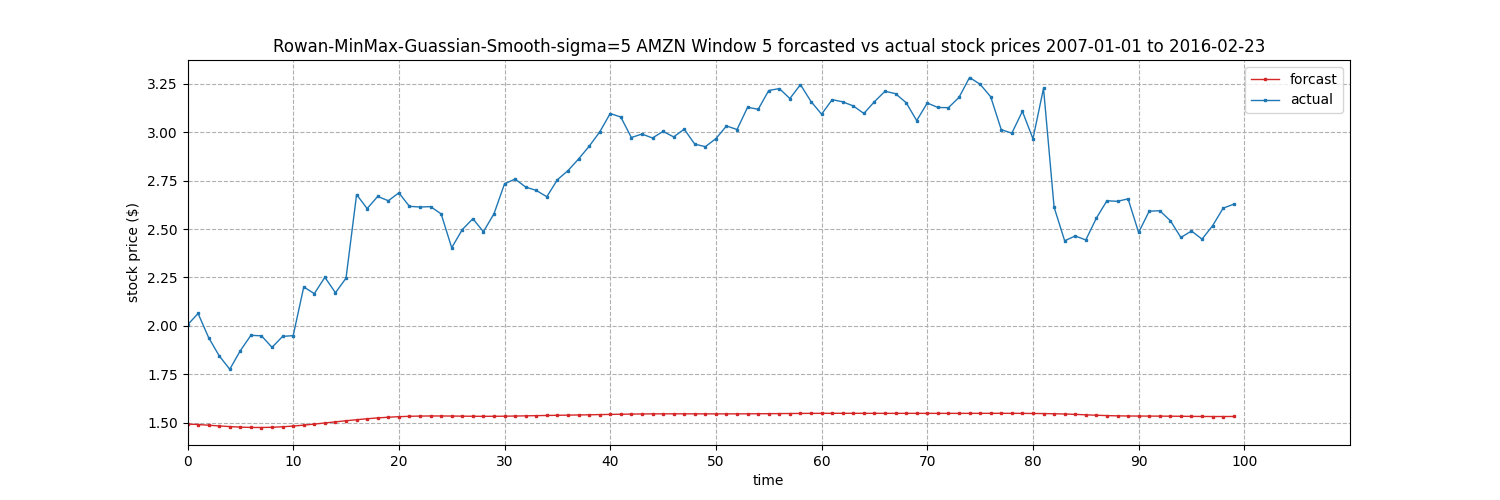 Rowan-MinMax-Guassian-Smooth-sigma=5 AMZN Window 5 forcasted vs actual stock prices 2007-01-01 to 2016-02-23
forcast
actual
stock price ($)
3.25
3.00
2.75
2.50
2.25
2.00
1.75
1.50
0 10 20 30 40 50 60 70 80 90 100
time